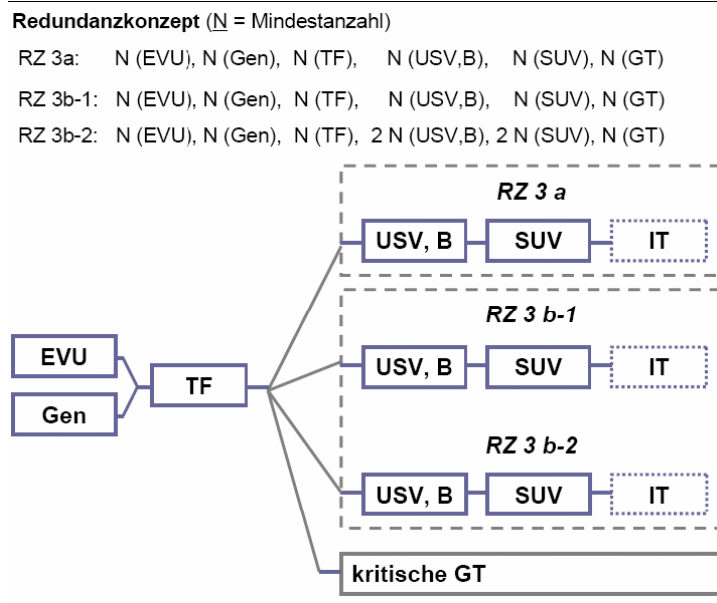 Redundanzkonzept (N = Mindestanzahl)
RZ 3a: N (EVU), N (Gen), N (TF), N (USV,B), N (SUV), N (GT)
RZ 3b-1: N (EVU), N (Gen), N (TF), N (USV,B), N (SUV), N (GT)
RZ 3b-2: N (EVU), N (Gen), N (TF), 2 N (USV,B), 2 N (SUV), N (GT)
RZ 3 a
USV, B SUV IT
RZ 3 b-1
EVU
USV, B SUV IT
TF
Gen
RZ 3 b-2
USV, B SUV IT
kritische GT